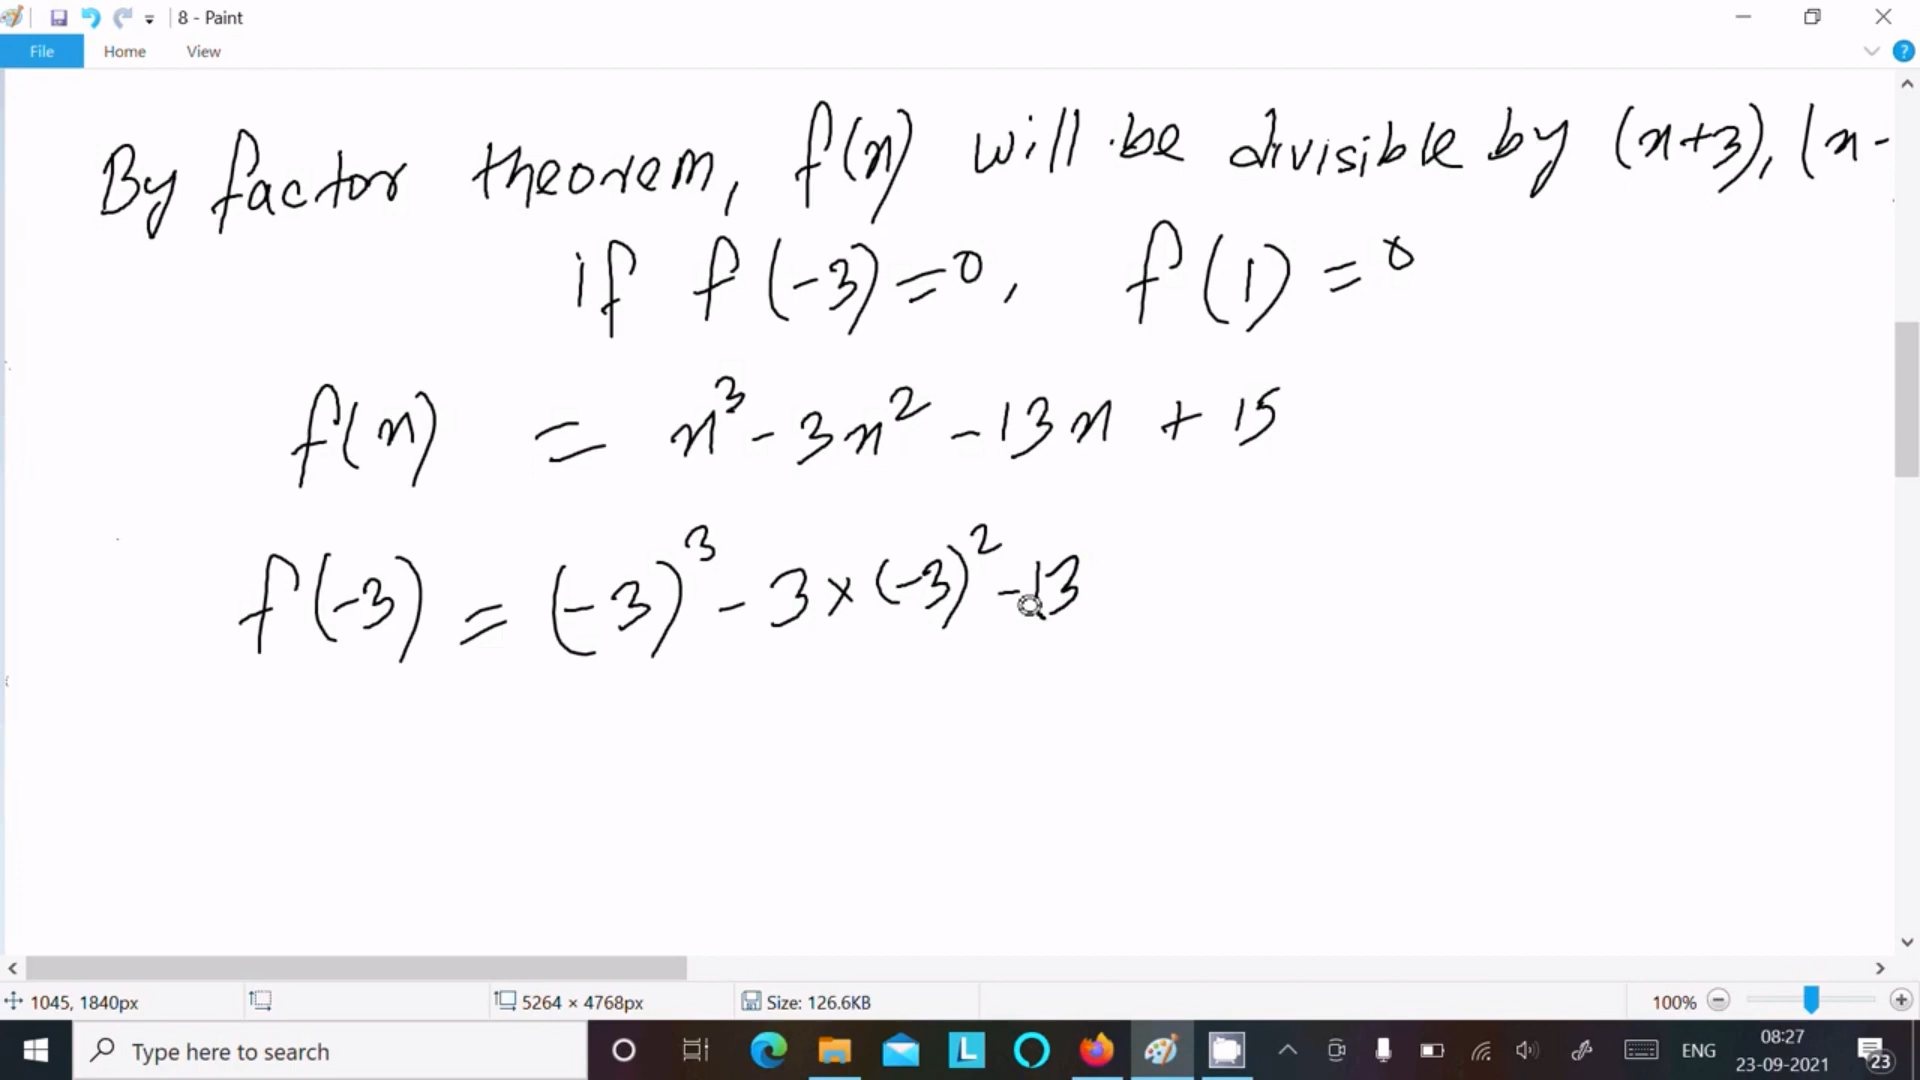 8 - Paint
File Home View
By factor theorem, f(x) will be divisible by (x+3), (x-
if f(-3)=0, f(1)=0
f(x) = x³ - 3x² - 13x + 15
f(-3) = (-3)³ - 3×(-3)² -13
1045, 1840px 5264 × 4768px Size: 126.6KB 100%
Type here to search L ENG 08:27
23-09-2021 23